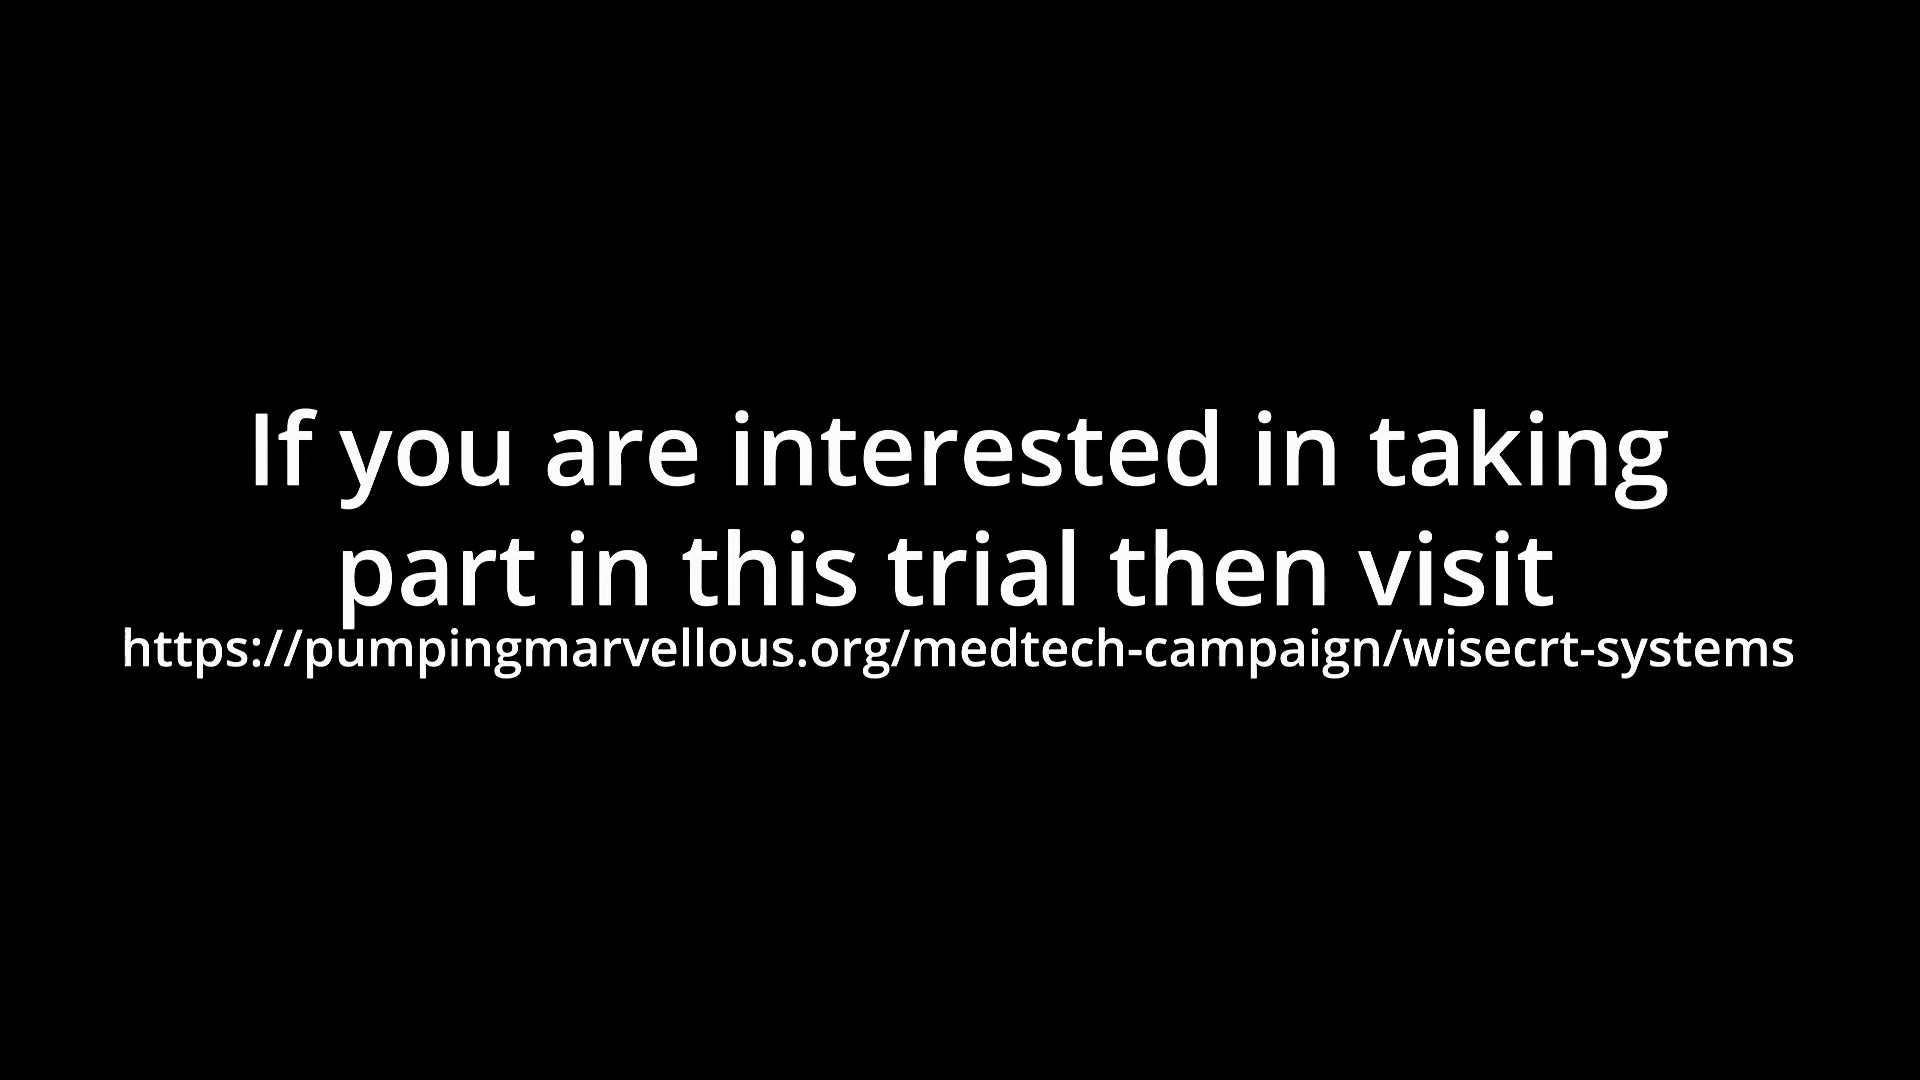 If you are interested in taking
part in this trial then visit
https://pumpingmarvellous.org/medtech-campaign/wisecrt-systems